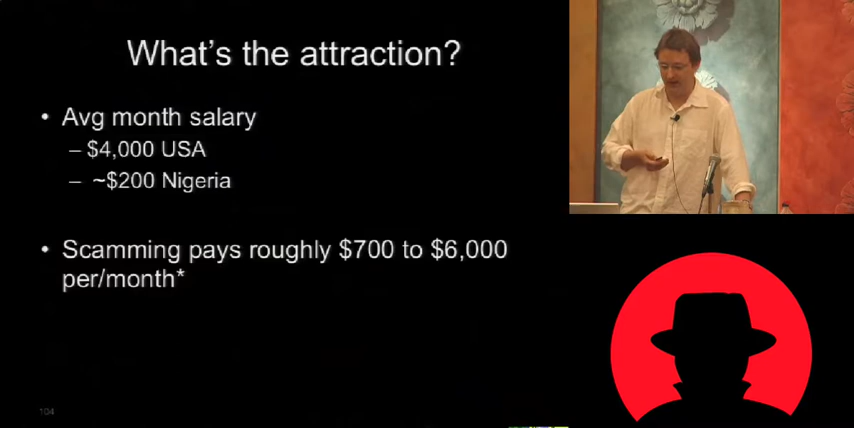 What's the attraction?
• Avg month salary
– $4,000 USA
– ~$200 Nigeria
• Scamming pays roughly $700 to $6,000
per/month*
104